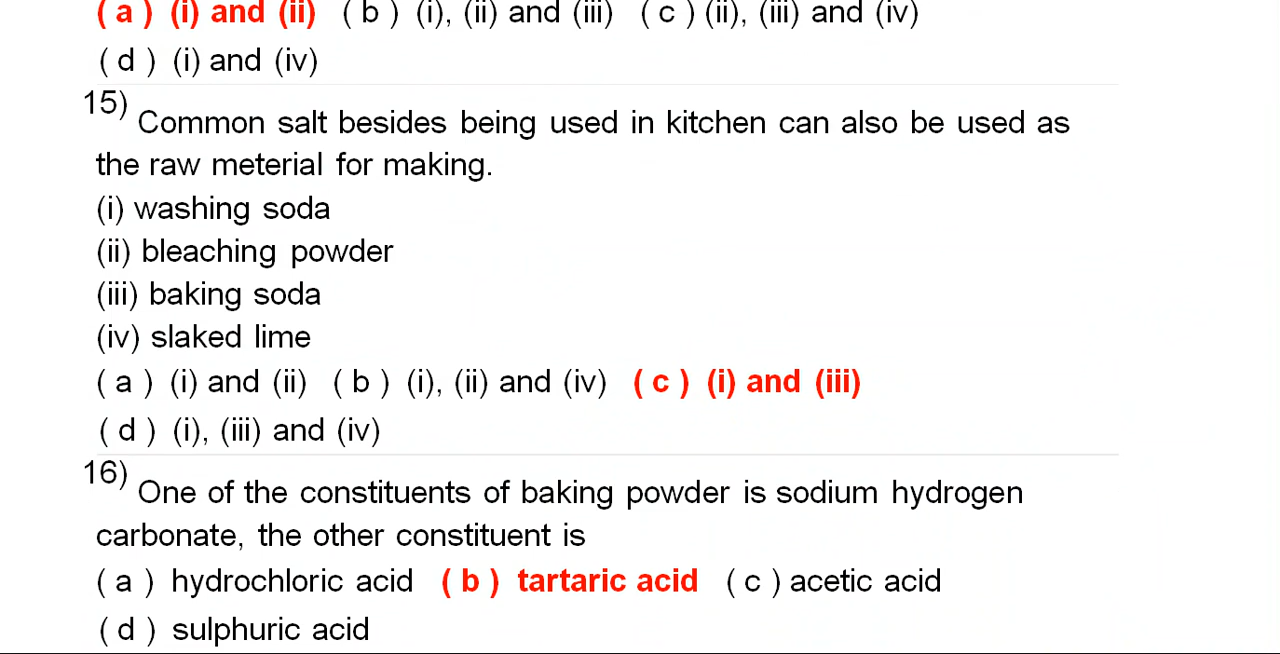 ( a ) (i) and (ii) ( b ) (i), (ii) and (iii) ( c ) (ii), (iii) and (iv)
( d ) (i) and (iv)
15) Common salt besides being used in kitchen can also be used as
the raw meterial for making.
(i) washing soda
(ii) bleaching powder
(iii) baking soda
(iv) slaked lime
( a ) (i) and (ii) ( b ) (i), (ii) and (iv) ( c ) (i) and (iii)
( d ) (i), (iii) and (iv)
16) One of the constituents of baking powder is sodium hydrogen
carbonate, the other constituent is
( a ) hydrochloric acid ( b ) tartaric acid ( c ) acetic acid
( d ) sulphuric acid